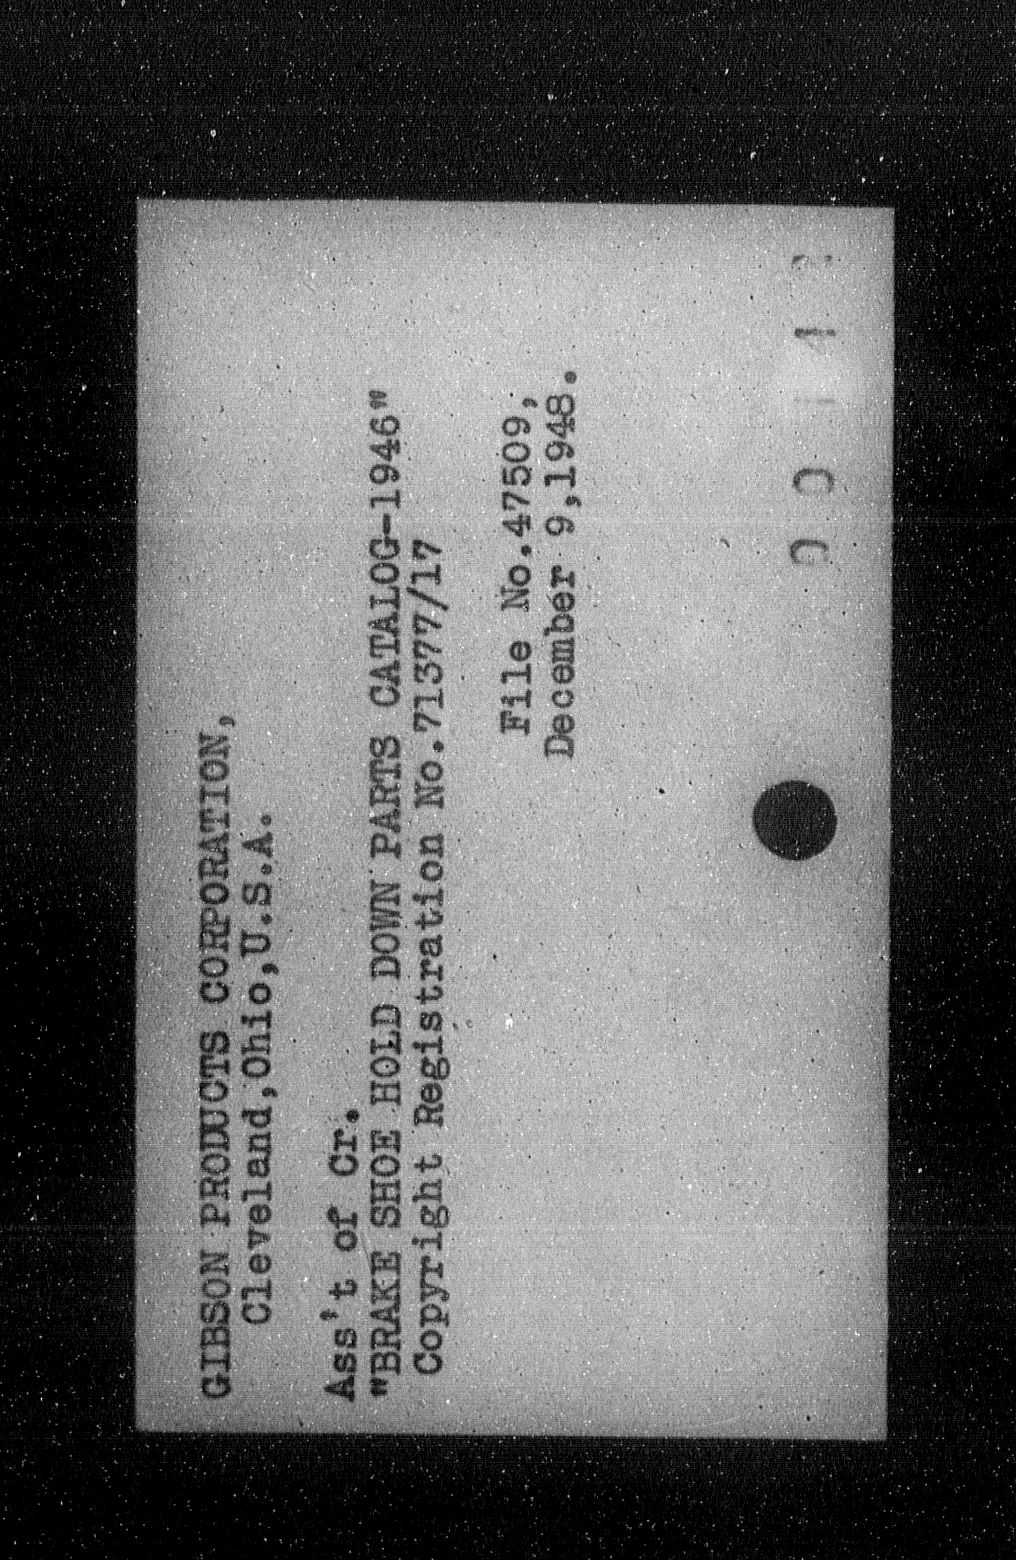 GIBSON PRODUCTS CORPORATION,
Cleveland,Ohio,U.S.A.
Ass't of Cr.
"BRAKE SHOE HOLD DOWN PARTS CATALOG-1946"
Copyright Registration No.71377/17
File No.47509,
December 9,1948.